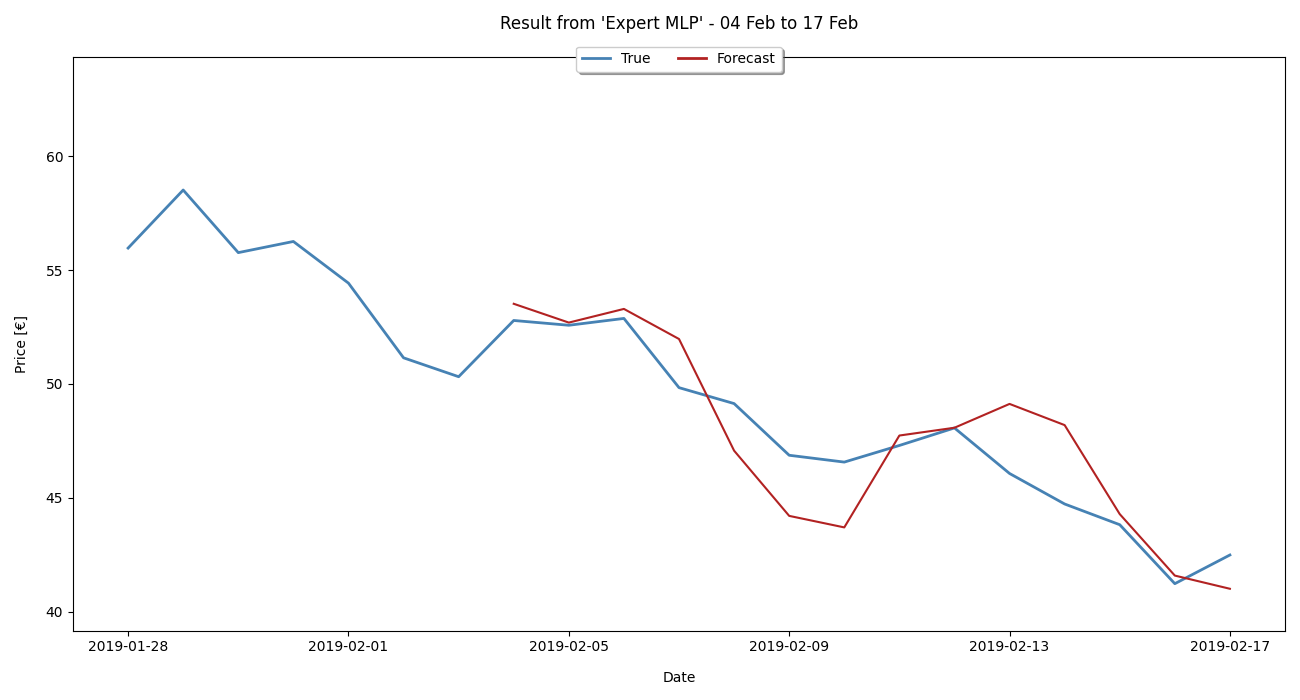 Result from 'Expert MLP' - 04 Feb to 17 Feb
True Forecast
Price [€]
60
55
50
45
40
2019-01-28 2019-02-01 2019-02-05 2019-02-09 2019-02-13 2019-02-17
Date